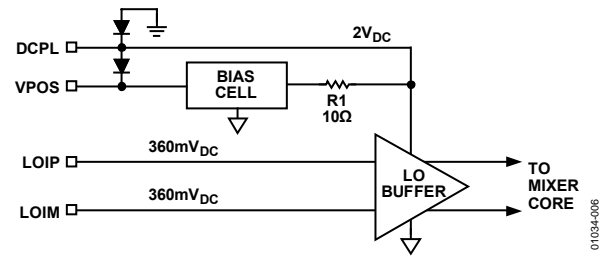 DCPL
2VDC
VPOS
BIAS
CELL
R1
10Ω
LOIP
360mVDC
LO
BUFFER
TO
MIXER
CORE
LOIM
360mVDC
01034-006